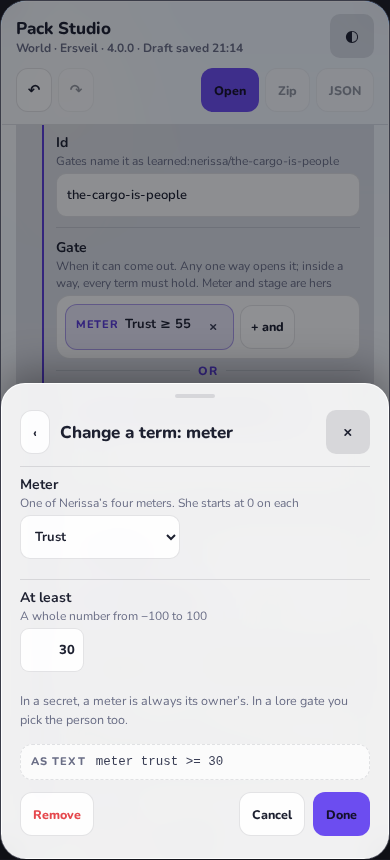 Pack Studio
World · Ersveil · 4.0.0 · Draft saved 21:14
Open Zip JSON
Id
Gates name it as learned:nerissa/the-cargo-is-people
the-cargo-is-people
Gate
When it can come out. Any one way opens it; inside a
way, every term must hold. Meter and stage are hers
METER Trust ≥ 55 × + and
OR
‹ Change a term: meter ×
Meter
One of Nerissa’s four meters. She starts at 0 on each
Trust
At least
A whole number from −100 to 100
30
In a secret, a meter is always its owner’s. In a lore gate you
pick the person too.
AS TEXT meter trust >= 30
Remove Cancel Done